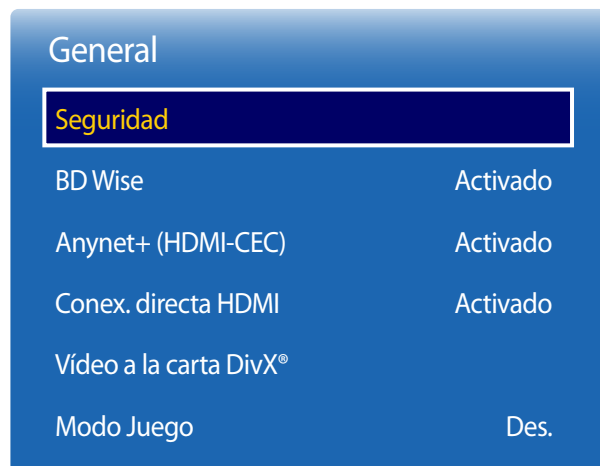 General
Seguridad
BD Wise Activado
Anynet+ (HDMI-CEC) Activado
Conex. directa HDMI Activado
Vídeo a la carta DivX®
Modo Juego Des.